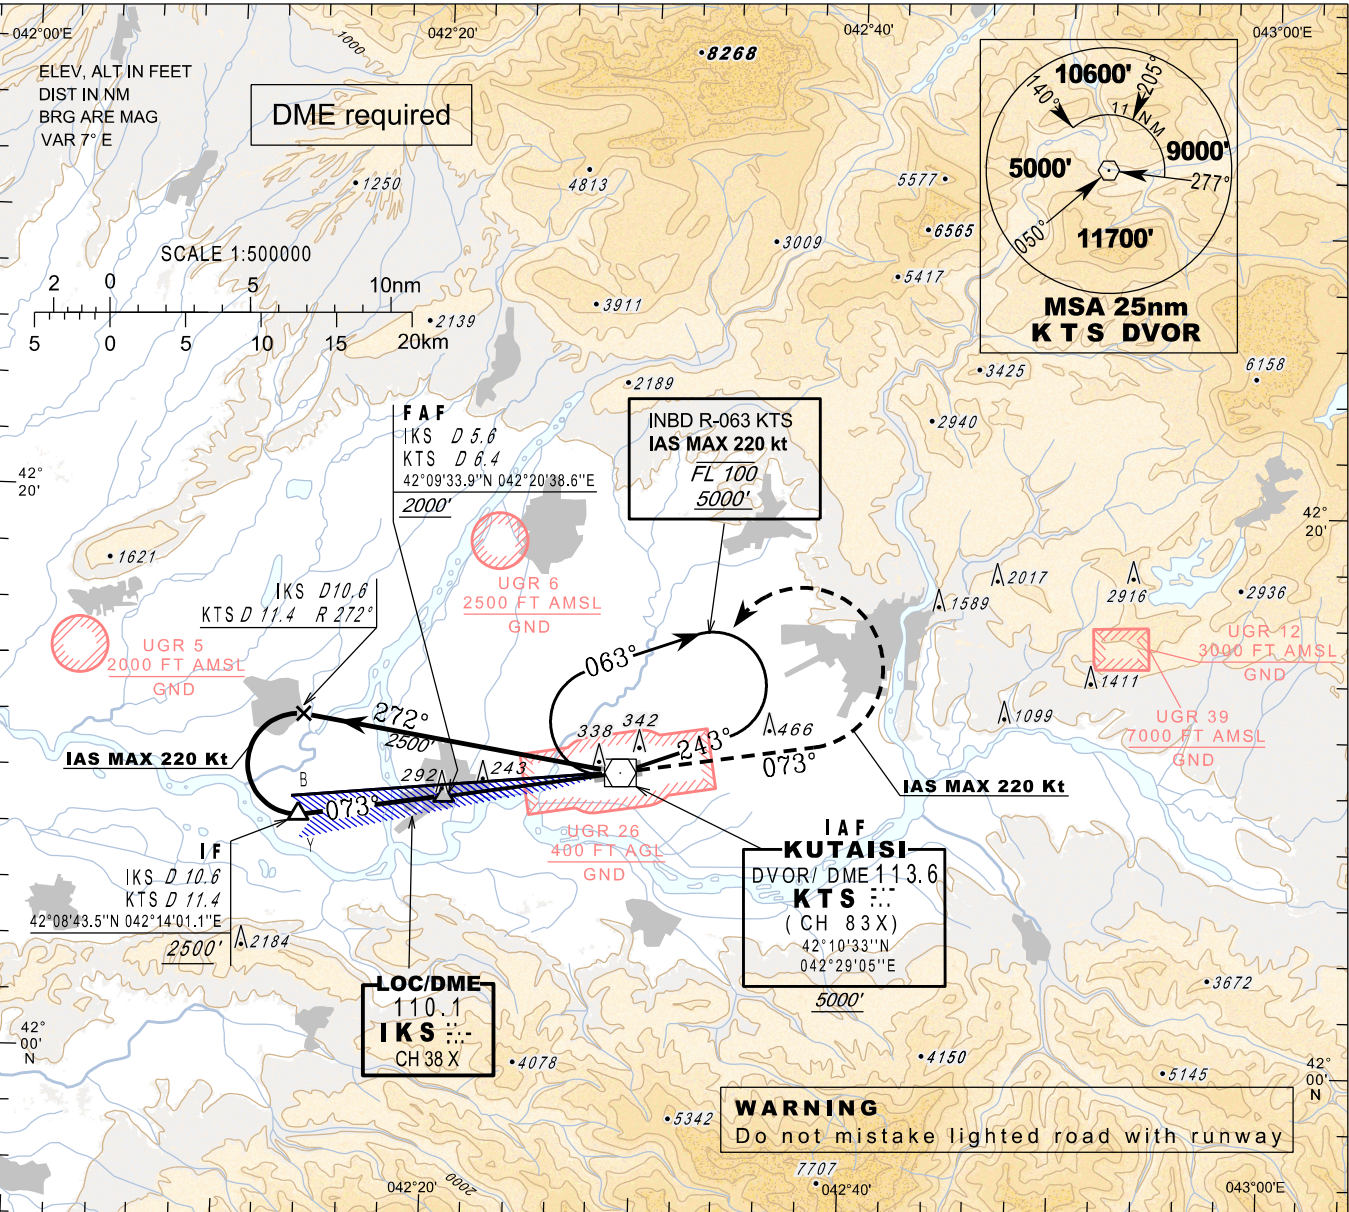 042°00'E
042°20'
042°40'
043°00'E
ELEV, ALT IN FEET
DIST IN NM
BRG ARE MAG
VAR 7° E
DME required
1000
8268
10600'
140°
205°
11 NM
5000'
9000'
277°
050°
11700'
MSA 25nm
KTS DVOR
1250
4813
5577
6565
3009
5417
SCALE 1:500000
2 0 5 10nm
5 0 5 10 15 20km
3911
2139
2189
3425
6158
2940
FAF
IKS D 5.6
KTS D 6.4
42°09'33.9"N 042°20'38.6"E
2000'
INBD R-063 KTS
IAS MAX 220 kt
FL 100
5000'
42°
20'
42°
20'
1621
UGR 6
2500 FT AMSL
GND
IKS D10.6
KTS D 11.4 R 272°
UGR 5
2000 FT AMSL
GND
2017
1589
2916
2936
UGR 12
3000 FT AMSL
GND
1411
1099
UGR 39
7000 FT AMSL
GND
063°
272°
2500'
338
342
466
243°
073°
IAS MAX 220 Kt
292
243
B
073°
Y
IAS MAX 220 Kt
UGR 26
400 FT AGL
GND
IF
IKS D 10.6
KTS D 11.4
42°08'43.5"N 042°14'01.1"E
2500'
2184
IAF
KUTAISI
DVOR/ DME 113.6
KTS
(CH 83X)
42°10'33"N
042°29'05"E
5000'
LOC/DME
110.1
IKS
CH 38 X
3672
42°
00'
N
4078
4150
5145
42°
00'
N
5342
WARNING
Do not mistake lighted road with runway
7707
042°20'
2000
042°40'
043°00'E